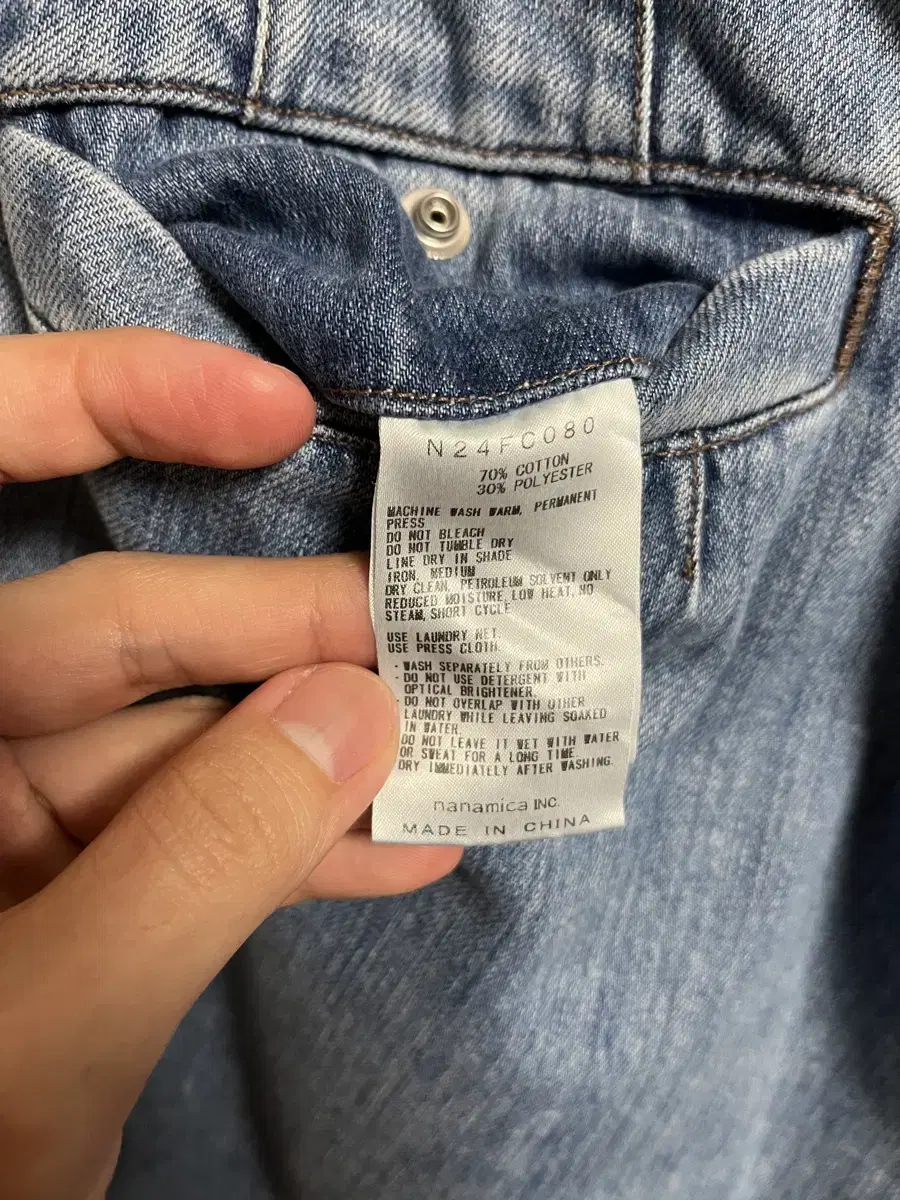 N24FC080
70% COTTON
30% POLYESTER
MACHINE WASH WARM, PERMANENT
PRESS
DO NOT BLEACH
DO NOT TUMBLE DRY
LINE DRY IN SHADE
IRON, MEDIUM
DRY CLEAN, PETROLEUM SOLVENT ONLY
REDUCED MOISTURE, LOW HEAT, NO
STEAM, SHORT CYCLE
USE LAUNDRY NET.
USE PRESS CLOTH.
- WASH SEPARATELY FROM OTHERS.
- DO NOT USE DETERGENT WITH
OPTICAL BRIGHTENER.
- DO NOT OVERLAP WITH OTHER
LAUNDRY WHILE LEAVING SOAKED
IN WATER.
DO NOT LEAVE IT WET WITH WATER
OR SWEAT FOR A LONG TIME
DRY IMMEDIATELY AFTER WASHING.
nanamica INC.
MADE IN CHINA